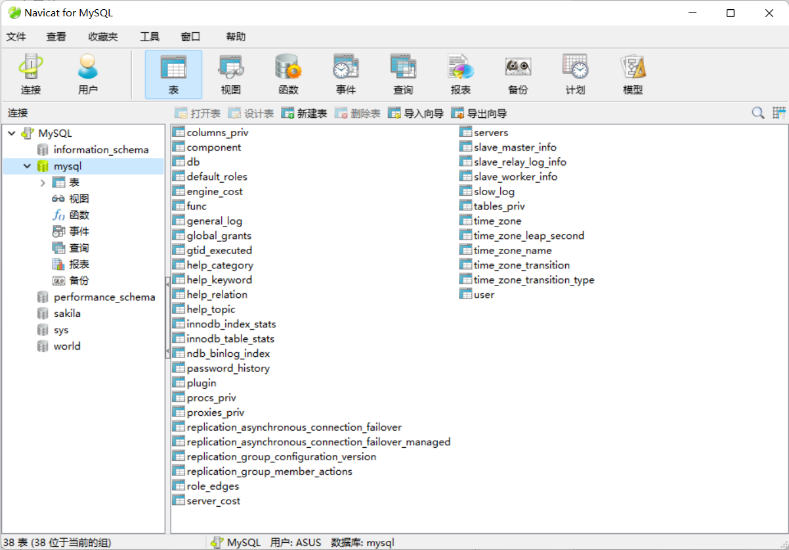 Navicat for MySQL
文件 查看 收藏夹 工具 窗口 帮助
连接 用户 表 视图 函数 事件 查询 报表 备份 计划 模型
连接 打开表 设计表 新建表 删除表 导入向导 导出向导
MySQL
information_schema
mysql
表
视图
函数
事件
查询
报表
备份
performance_schema
sakila
sys
world
columns_priv
component
db
default_roles
engine_cost
func
general_log
global_grants
gtid_executed
help_category
help_keyword
help_relation
help_topic
innodb_index_stats
innodb_table_stats
ndb_binlog_index
password_history
plugin
procs_priv
proxies_priv
replication_asynchronous_connection_failover
replication_asynchronous_connection_failover_managed
replication_group_configuration_version
replication_group_member_actions
role_edges
server_cost
servers
slave_master_info
slave_relay_log_info
slave_worker_info
slow_log
tables_priv
time_zone
time_zone_leap_second
time_zone_name
time_zone_transition
time_zone_transition_type
user
38 表 (38 位于当前的组) MySQL 用户: ASUS 数据库: mysql